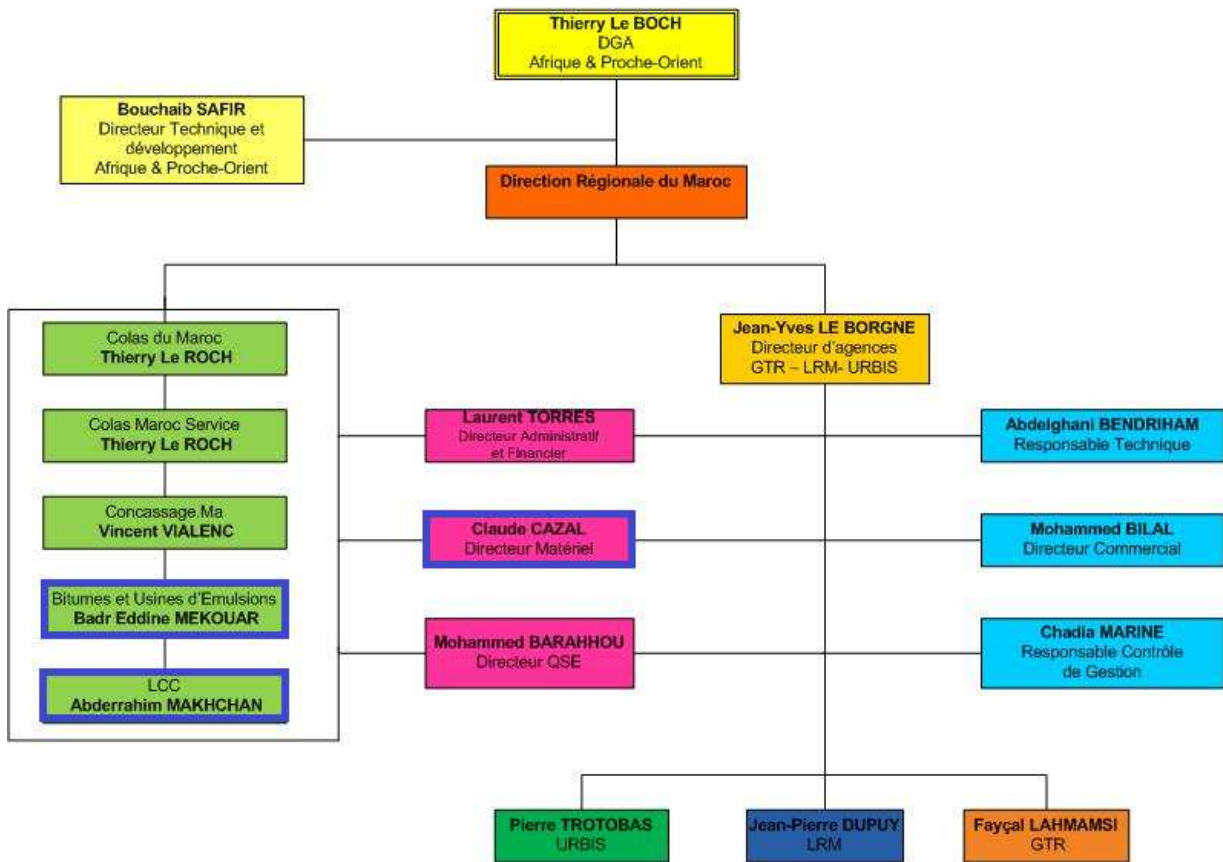 Thierry Le BOCH
DGA
Afrique & Proche-Orient
Bouchaib SAFIR
Directeur Technique et
développement
Afrique & Proche-Orient
Direction Régionale du Maroc
Colas du Maroc
Thierry Le ROCH
Jean-Yves LE BORGNE
Directeur d'agences
GTR – LRM- URBIS
Colas Maroc Service
Thierry Le ROCH
Laurent TORRES
Directeur Administratif
et Financier
Abdelghani BENDRIHAM
Responsable Technique
Concassage.Ma
Vincent VIALENC
Claude CAZAL
Directeur Matériel
Mohammed BILAL
Directeur Commercial
Bitumes et Usines d'Emulsions
Badr Eddine MEKOUAR
Mohammed BARAHHOU
Directeur QSE
Chadia MARINE
Responsable Contrôle
de Gestion
LCC
Abderrahim MAKHCHAN
Pierre TROTOBAS
URBIS
Jean-Pierre DUPUY
LRM
Fayçal LAHMAMSI
GTR